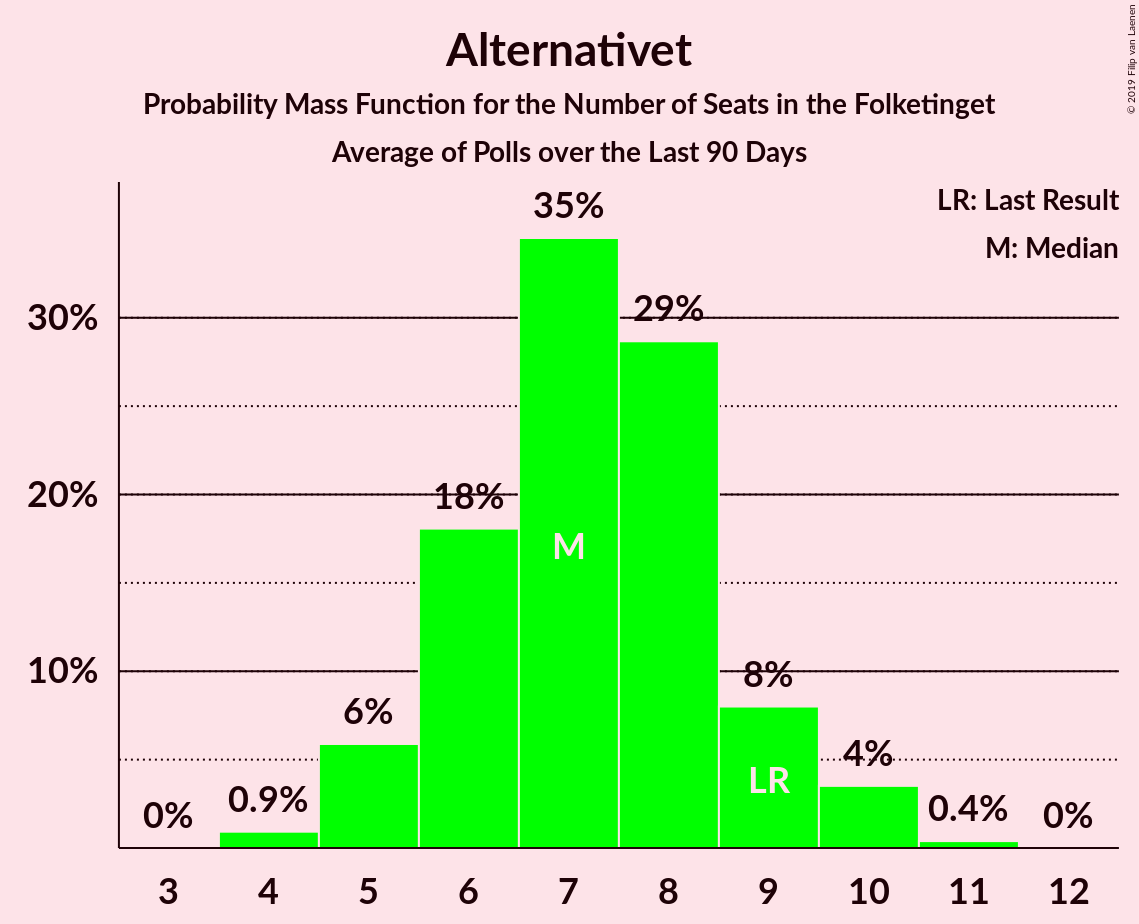 Alternativet
Probability Mass Function for the Number of Seats in the Folketinget
Average of Polls over the Last 90 Days
© 2019 Filip van Laenen
LR: Last Result
M: Median
35%
30%
29%
20%
18%
M
10%
8%
6%
4%
LR
0.9%
0.4%
0%
0%
3 4 5 6 7 8 9 10 11 12